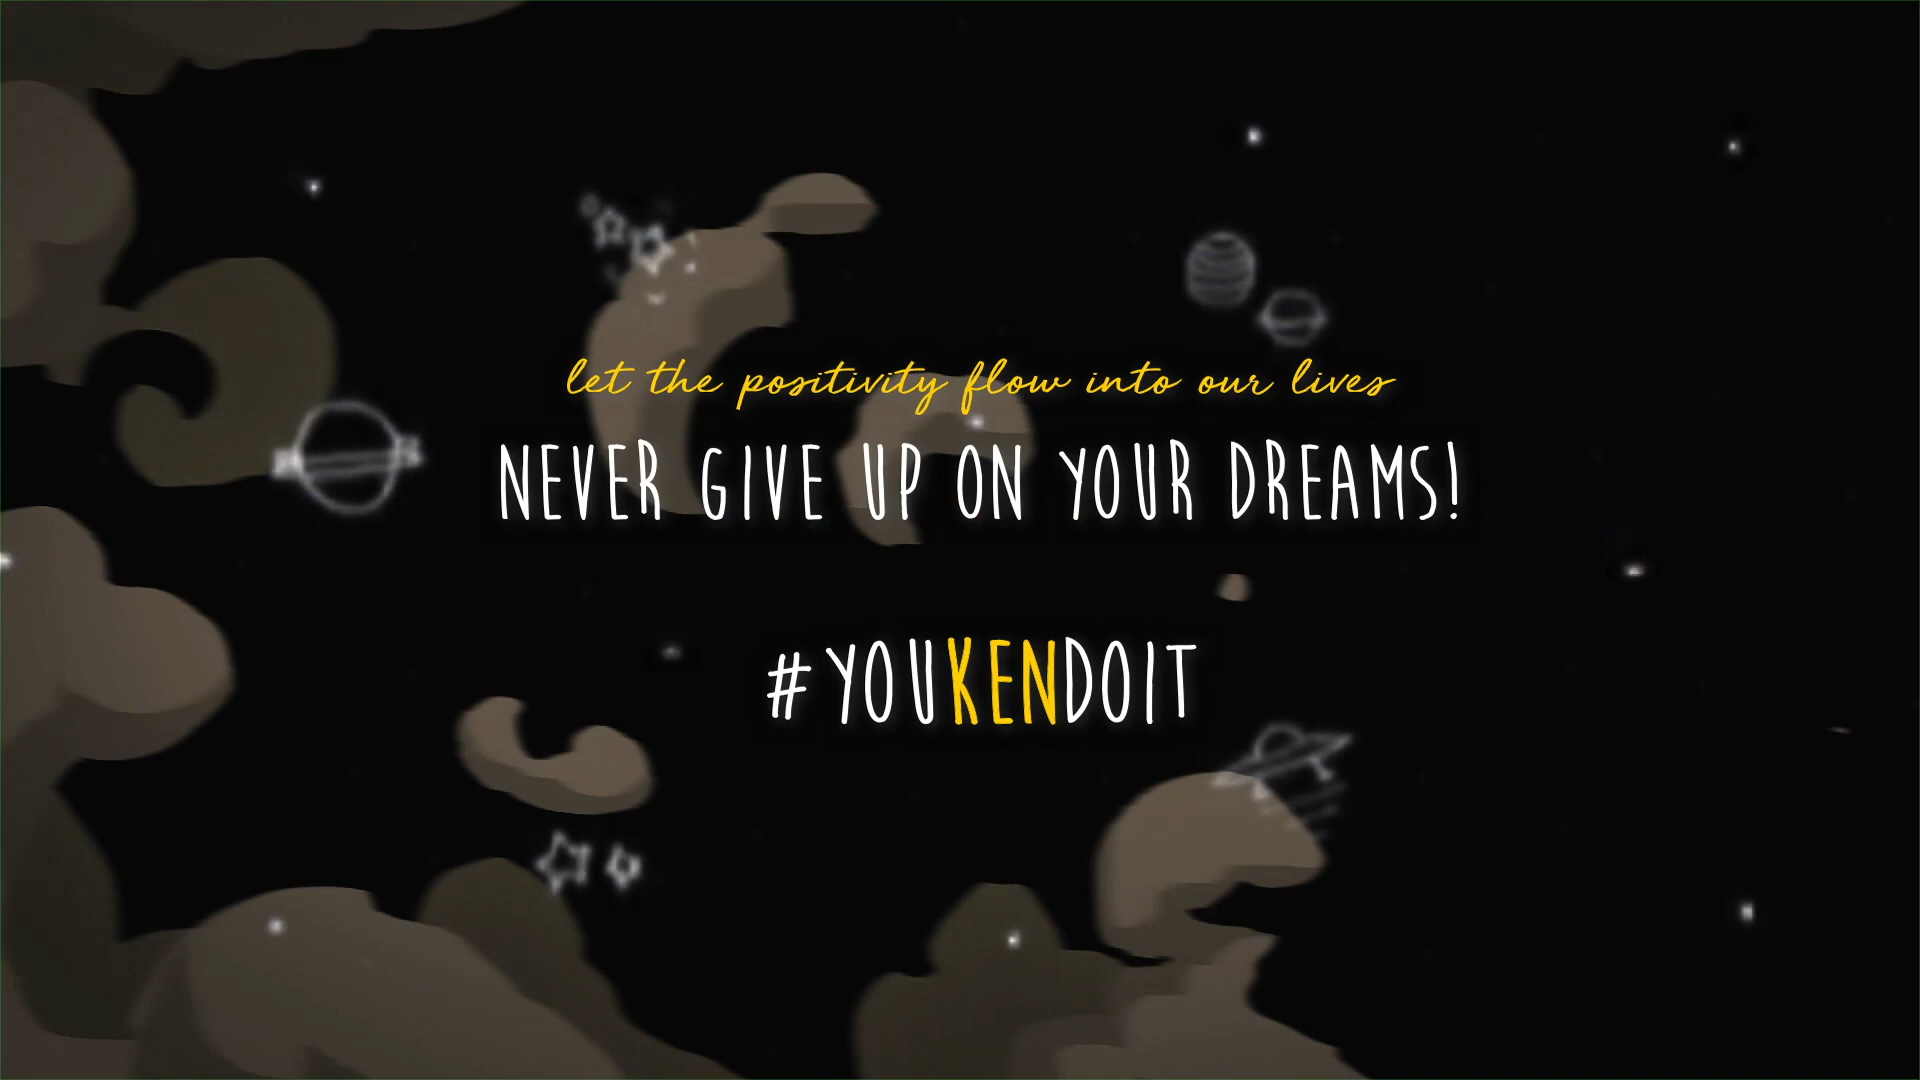 let the positivity flow into our lives
NEVER GIVE UP ON YOUR DREAMS!
#YOUKENDOIT